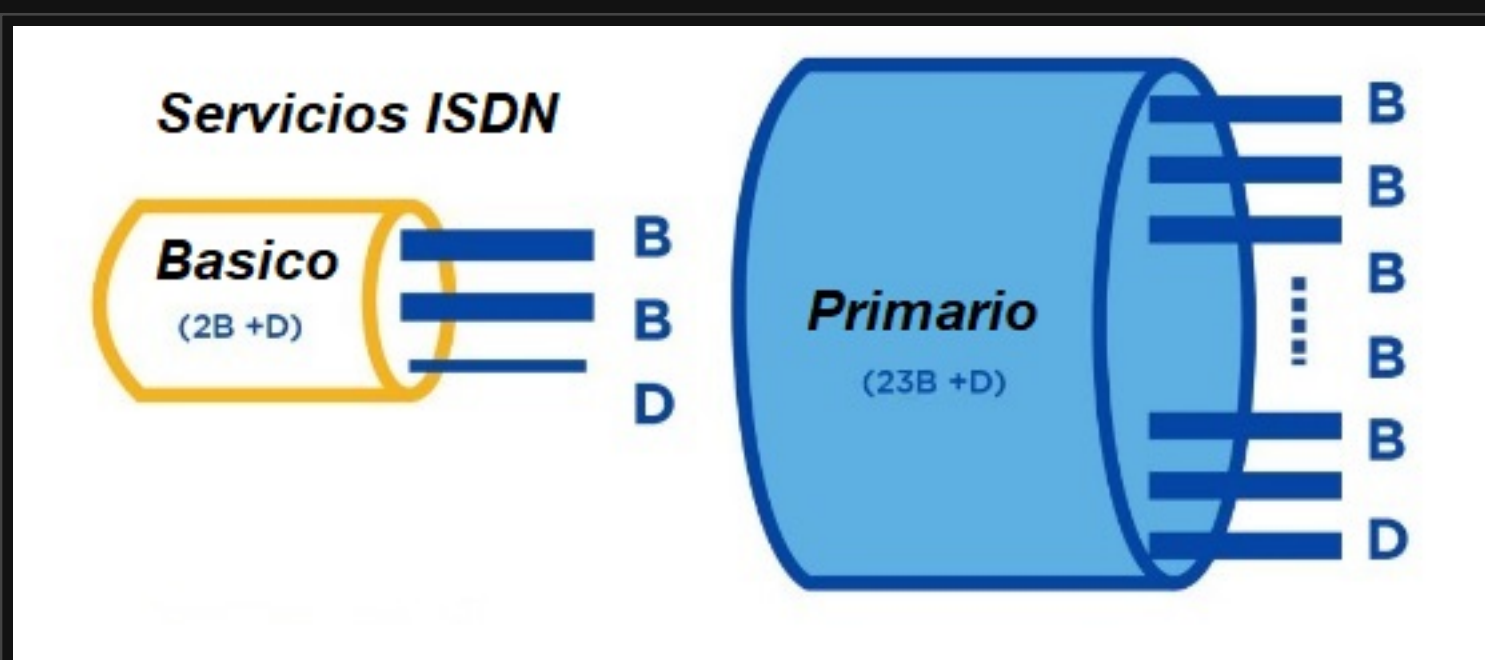 Servicios ISDN
Basico
(2B +D)
B
B
D
Primario
(23B +D)
B
B
B
B
B
D